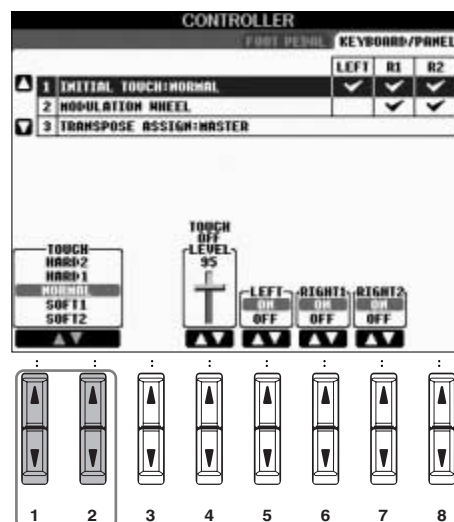 CONTROLLER
FOOT PEDAL KEYBOARD/PANEL
LEFT R1 R2
1 INITIAL TOUCH:NORMAL
2 MODULATION WHEEL
3 TRANSPOSE ASSIGN:MASTER
TOUCH
HARD2
HARD1
NORMAL
SOFT1
SOFT2
TOUCH
OFF
LEVEL
95
LEFT RIGHT1 RIGHT2
ON ON ON
OFF OFF OFF
1 2 3 4 5 6 7 8